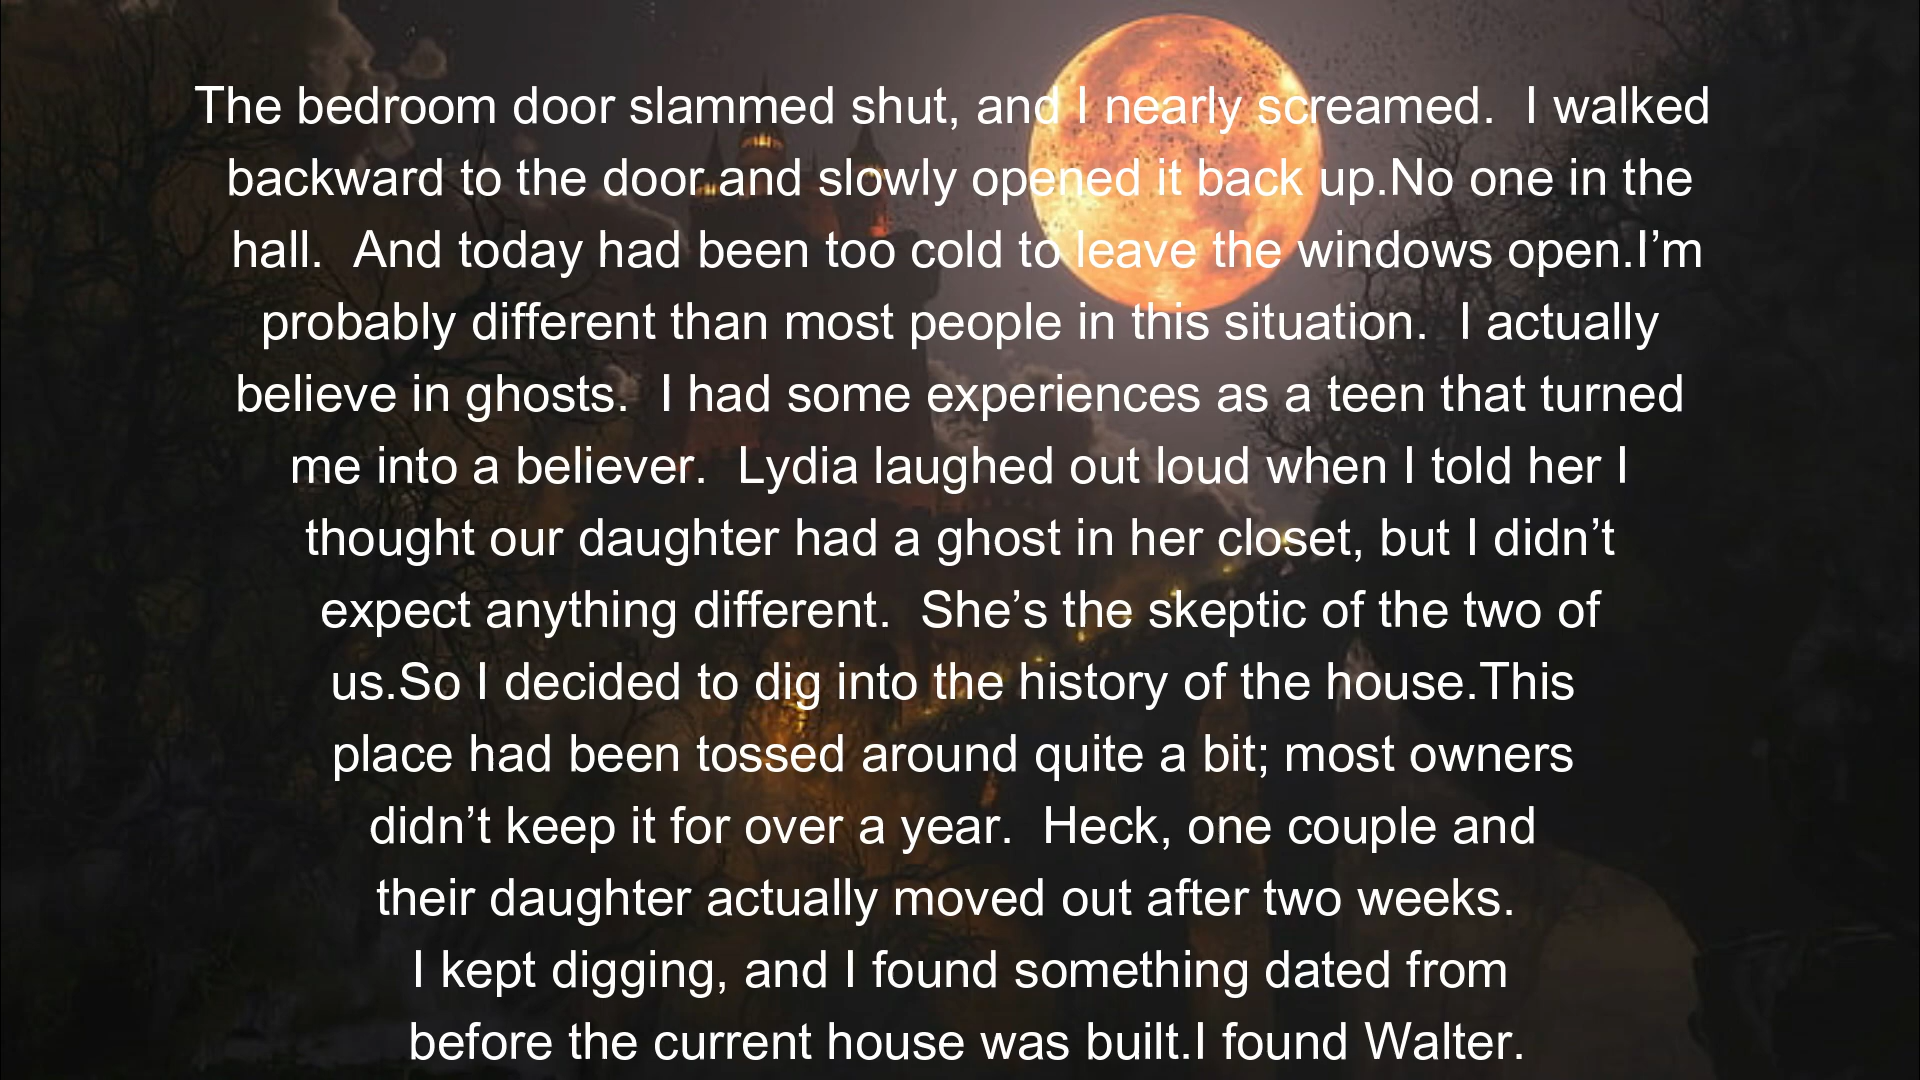 The bedroom door slammed shut, and I nearly screamed.  I walked
backward to the door and slowly opened it back up.No one in the
hall.  And today had been too cold to leave the windows open.I’m
probably different than most people in this situation.  I actually
believe in ghosts.  I had some experiences as a teen that turned
me into a believer.  Lydia laughed out loud when I told her I
thought our daughter had a ghost in her closet, but I didn’t
expect anything different.  She’s the skeptic of the two of
us.So I decided to dig into the history of the house.This
place had been tossed around quite a bit; most owners
didn’t keep it for over a year.  Heck, one couple and
their daughter actually moved out after two weeks.
I kept digging, and I found something dated from
before the current house was built.I found Walter.